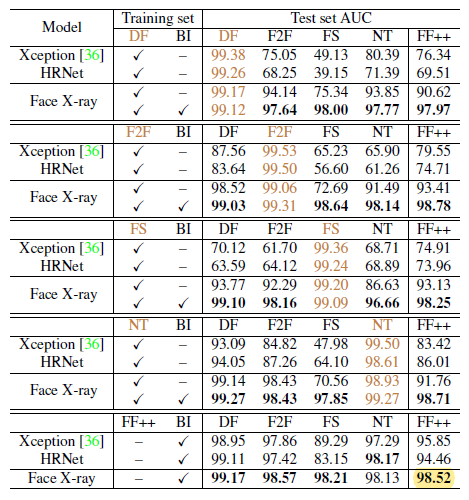 Model Training set Test set AUC
DF BI DF F2F FS NT FF++
Xception [36] ✓ – 99.38 75.05 49.13 80.39 76.34
HRNet ✓ – 99.26 68.25 39.15 71.39 69.51
Face X-ray ✓ – 99.17 94.14 75.34 93.85 90.62
✓ ✓ 99.12 97.64 98.00 97.77 97.97
F2F BI DF F2F FS NT FF++
Xception [36] ✓ – 87.56 99.53 65.23 65.90 79.55
HRNet ✓ – 83.64 99.50 56.60 61.26 74.71
Face X-ray ✓ – 98.52 99.06 72.69 91.49 93.41
✓ ✓ 99.03 99.31 98.64 98.14 98.78
FS BI DF F2F FS NT FF++
Xception [36] ✓ – 70.12 61.70 99.36 68.71 74.91
HRNet ✓ – 63.59 64.12 99.24 68.89 73.96
Face X-ray ✓ – 93.77 92.29 99.20 86.63 93.13
✓ ✓ 99.10 98.16 99.09 96.66 98.25
NT BI DF F2F FS NT FF++
Xception [36] ✓ – 93.09 84.82 47.98 99.50 83.42
HRNet ✓ – 94.05 87.26 64.10 98.61 86.01
Face X-ray ✓ – 99.14 98.43 70.56 98.93 91.76
✓ ✓ 99.27 98.43 97.85 99.27 98.71
FF++ BI DF F2F FS NT FF++
Xception [36] – ✓ 98.95 97.86 89.29 97.29 95.85
HRNet – ✓ 99.11 97.42 83.15 98.17 94.46
Face X-ray – ✓ 99.17 98.57 98.21 98.13 98.52